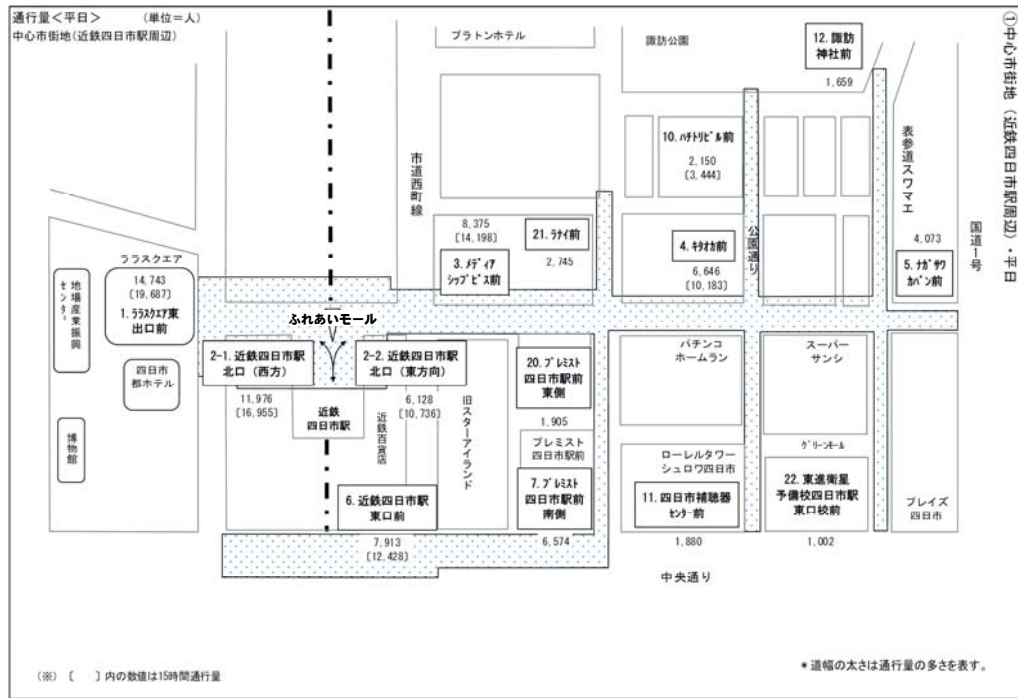 通行量<平日>　(単位=人)
中心市街地(近鉄四日市駅周辺)
①中心市街地（近鉄四日市駅周辺）・平日
プラトンホテル
諏訪公園
12. 諏訪
神社前
1,659
市道西町線
10. ハチトリビル前
2,150
[3,444]
表参道スワマエ
国道1号
8,375
[14,198]
3. メディア
シップビズ前
21. ラナイ前
2,745
4. キタオカ前
6,646
[10,183]
公園通り
4,073
5. ナガサワ
カバン前
ララスクエア
14,743
[19,687]
1. ララスクエア東
出口前
地場産業振興
センター
ふれあいモール
四日市
都ホテル
博物館
2-1. 近鉄四日市駅
北口（西方）
11,976
[16,955]
2-2. 近鉄四日市駅
北口（東方向）
6,128
[10,736]
近鉄
四日市駅
近鉄百貨店
旧スターアイランド
20. プレミスト
四日市駅前
東側
1,905
プレミスト
四日市駅前
7. プレミスト
四日市駅前
南側
6,574
パチンコ
ホームラン
スーパー
サンシ
ローレルタワー
シュロワ四日市
11. 四日市補聴器
センター前
1,880
グリーンモール
22. 東進衛星
予備校四日市駅
東口校前
1,002
ブレイズ
四日市
6. 近鉄四日市駅
東口前
7,913
[12,428]
中央通り
(※)　[　　]内の数値は15時間通行量
*道幅の太さは通行量の多さを表す。